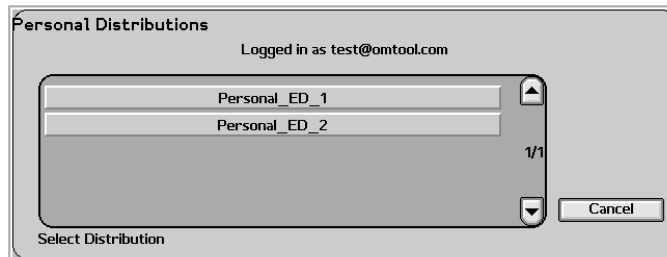 Personal Distributions
Logged in as test@omtool.com
Personal_ED_1
Personal_ED_2
1/1
Cancel
Select Distribution